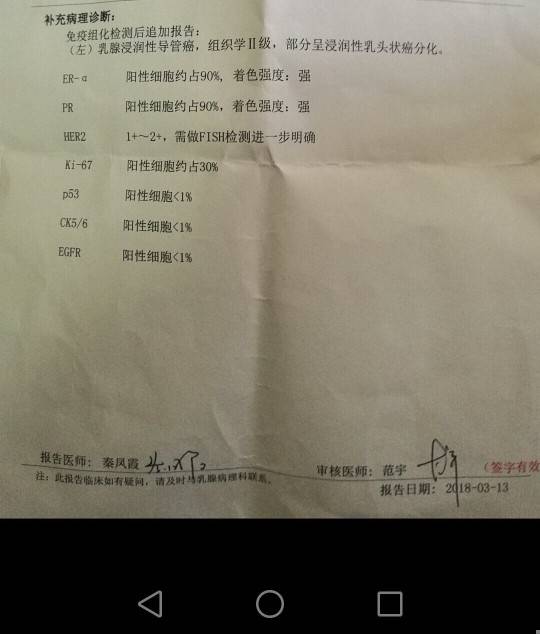 补充病理诊断：
免疫组化检测后追加报告：
（左）乳腺浸润性导管癌，组织学Ⅱ级，部分呈浸润性乳头状癌分化。
ER-α 阳性细胞约占90%，着色强度：强
PR 阳性细胞约占90%，着色强度：强
HER2 1+～2+，需做FISH检测进一步明确
Ki-67 阳性细胞约占30%
p53 阳性细胞<1%
CK5/6 阳性细胞<1%
EGFR 阳性细胞<1%
报告医师：秦凤霞 审核医师：范宇 （签字有效
注：此报告临床如有疑问，请及时与乳腺病理科联系。
报告日期：2018-03-13